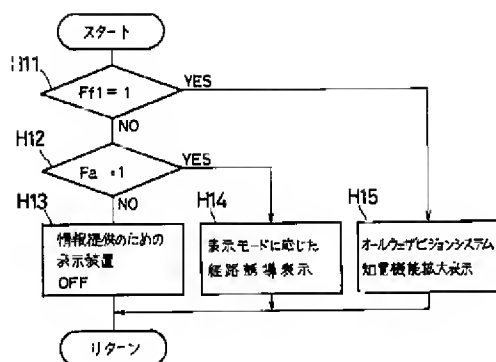 スタート
H11
Ff1 = 1
YES
NO
H12
Fa = 1
YES
NO
H13
情報提供のための
表示装置
OFF
H14
表示モードに応じた
経路誘導表示
H15
オールウェザビジョンシステム
知覚機能拡大表示
リターン